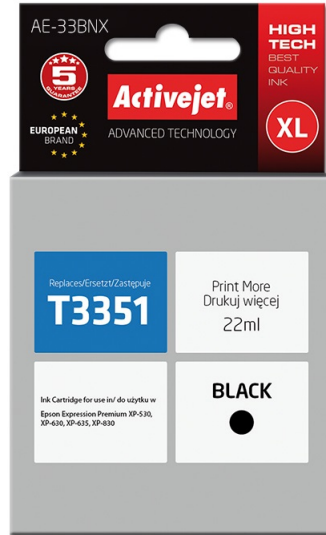 AE-33BNX
HIGH
TECH
BEST
QUALITY
INK
5
YEARS
GUARANTEE
Activejet®
EUROPEAN
BRAND
ADVANCED TECHNOLOGY
XL
Replaces/Ersetzt/Zastępuje
T3351
Print More
Drukuj więcej
22ml
Ink Cartridge for use in/ do użytku w
Epson Expression Premium XP-530,
XP-630, XP-635, XP-830
BLACK